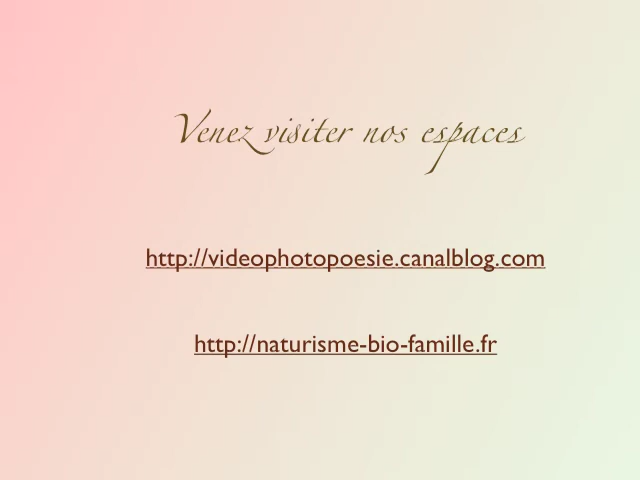 Venez visiter nos espaces
http://videophotopoesie.canalblog.com
http://naturisme-bio-famille.fr